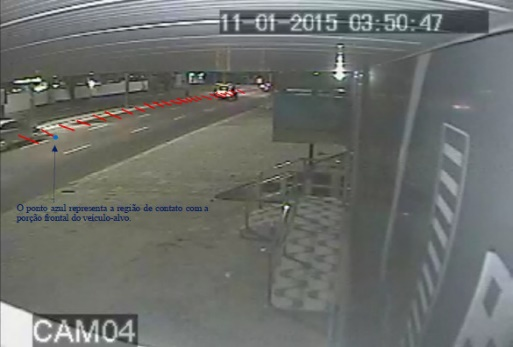 11-01-2015 03:50:47
O ponto azul representa a região de contato com a
porção frontal do veículo-alvo.
CAM04